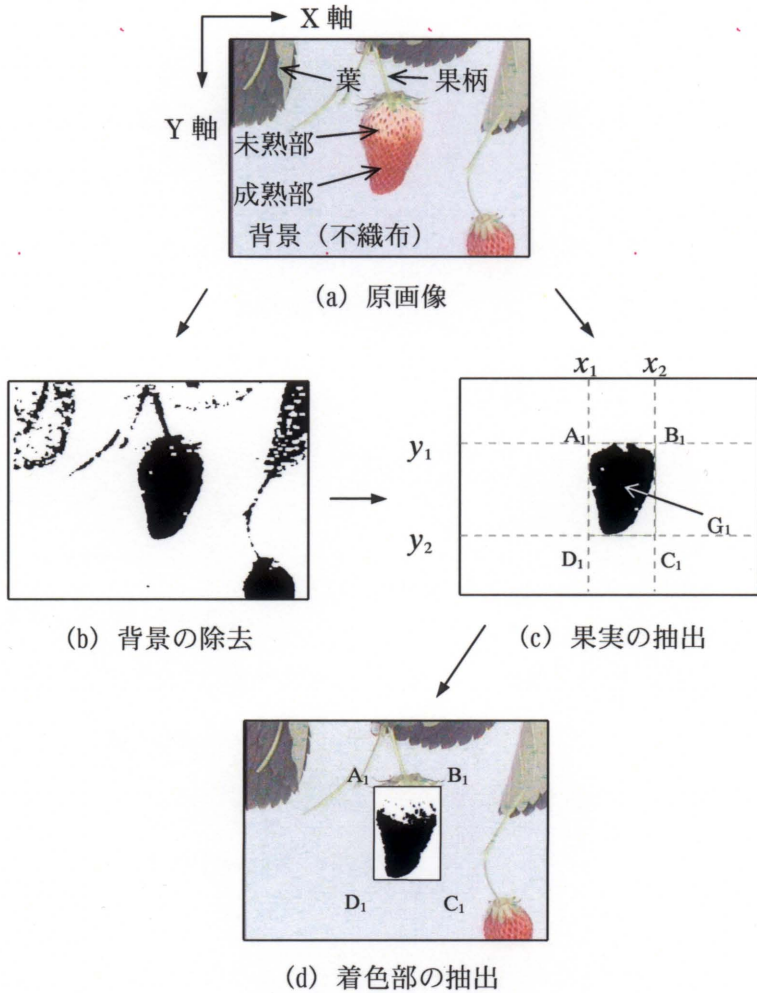 X 軸
葉
果柄
Y 軸
未熟部
成熟部
背景（不織布）
(a) 原画像
x₁ x₂
y₁
A₁ B₁
G₁
y₂
D₁ C₁
(b) 背景の除去
(c) 果実の抽出
A₁ B₁
D₁ C₁
(d) 着色部の抽出